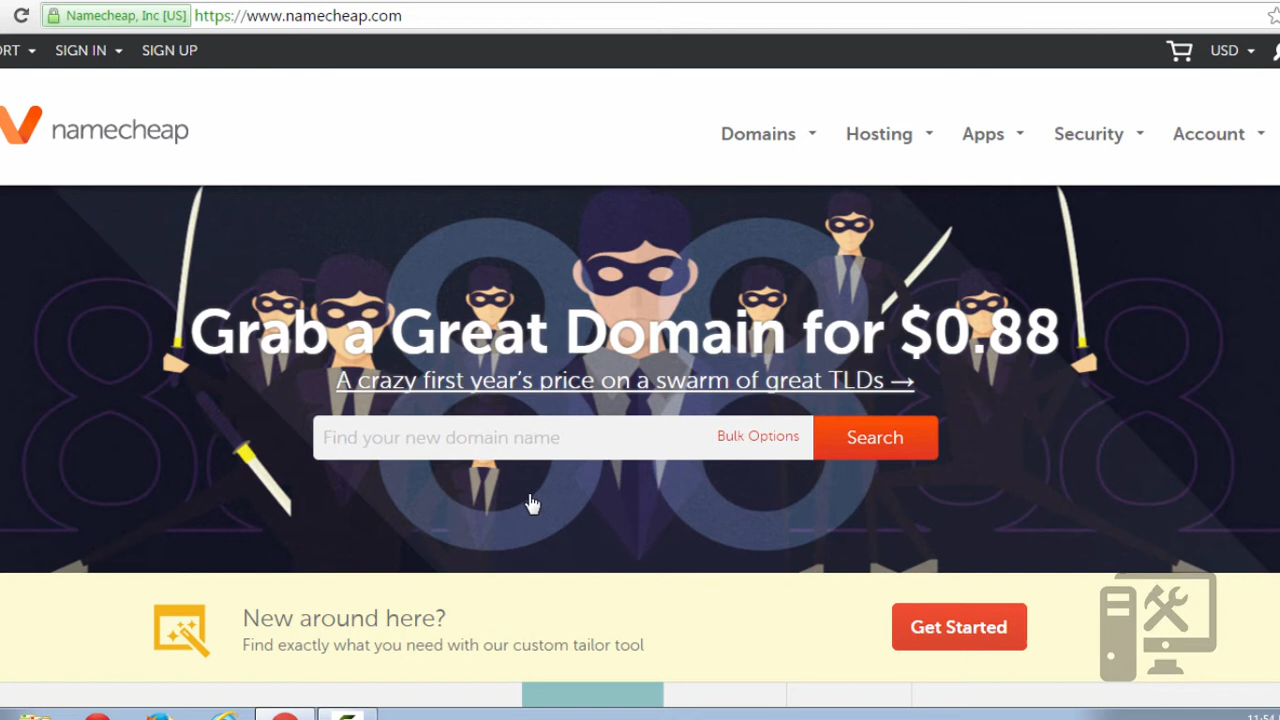 Namecheap, Inc [US] https://www.namecheap.com
SIGN IN SIGN UP USD
namecheap
Domains Hosting Apps Security Account
Grab a Great Domain for $0.88
A crazy first year's price on a swarm of great TLDs →
Find your new domain name Bulk Options Search
New around here?
Find exactly what you need with our custom tailor tool
Get Started